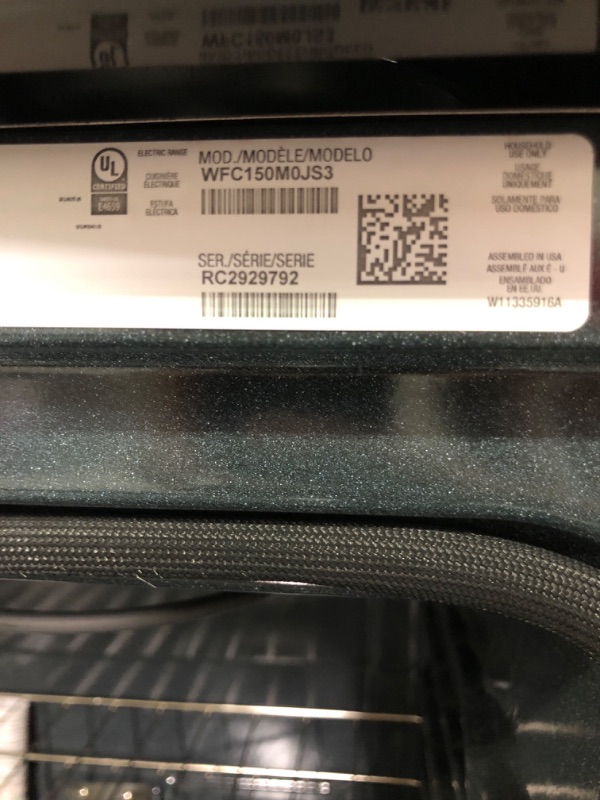 UL
CERTIFIED
E4659
ELECTRIC RANGE
CUISINIÈRE
ÉLECTRIQUE
ESTUFA
ELÉCTRICA
MOD./MODÈLE/MODELO
WFC150M0JS3
SER./SÉRIE/SERIE
RC2929792
HOUSEHOLD
USE ONLY
USAGE
DOMESTIQUE
UNIQUEMENT
SOLAMENTE PARA
USO DOMÉSTICO
ASSEMBLED IN USA
ASSEMBLÉ AUX É - U
ENSAMBLADO
EN EE.UU.
W11335916A